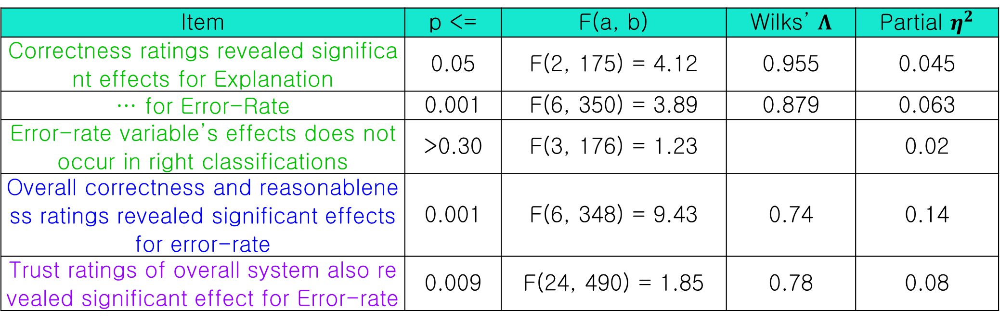 Item p <= F(a, b) Wilks’ Λ Partial η²
Correctness ratings revealed significa
nt effects for Explanation
0.05 F(2, 175) = 4.12 0.955 0.045
… for Error-Rate 0.001 F(6, 350) = 3.89 0.879 0.063
Error-rate variable’s effects does not
occur in right classifications
>0.30 F(3, 176) = 1.23 0.02
Overall correctness and reasonablene
ss ratings revealed significant effects
for error-rate
0.001 F(6, 348) = 9.43 0.74 0.14
Trust ratings of overall system also re
vealed significant effect for Error-rate
0.009 F(24, 490) = 1.85 0.78 0.08